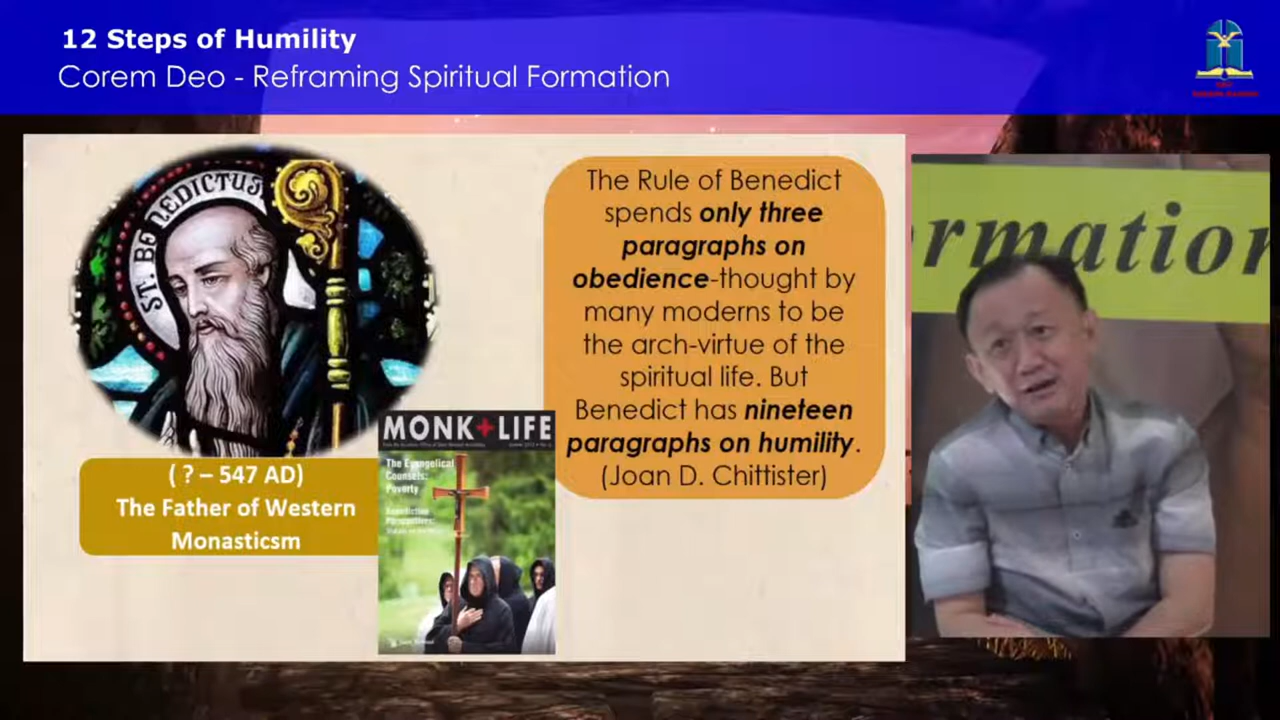 12 Steps of Humility
Corem Deo - Reframing Spiritual Formation
ST. BENEDICTUS
( ? – 547 AD)
The Father of Western
Monasticsm
MONK+LIFE
The Evangelical
Counsels:
Poverty
Benedictine
Perspectives:
The Rule of Benedict
spends only three
paragraphs on
obedience-thought by
many moderns to be
the arch-virtue of the
spiritual life. But
Benedict has nineteen
paragraphs on humility.
(Joan D. Chittister)
rmation